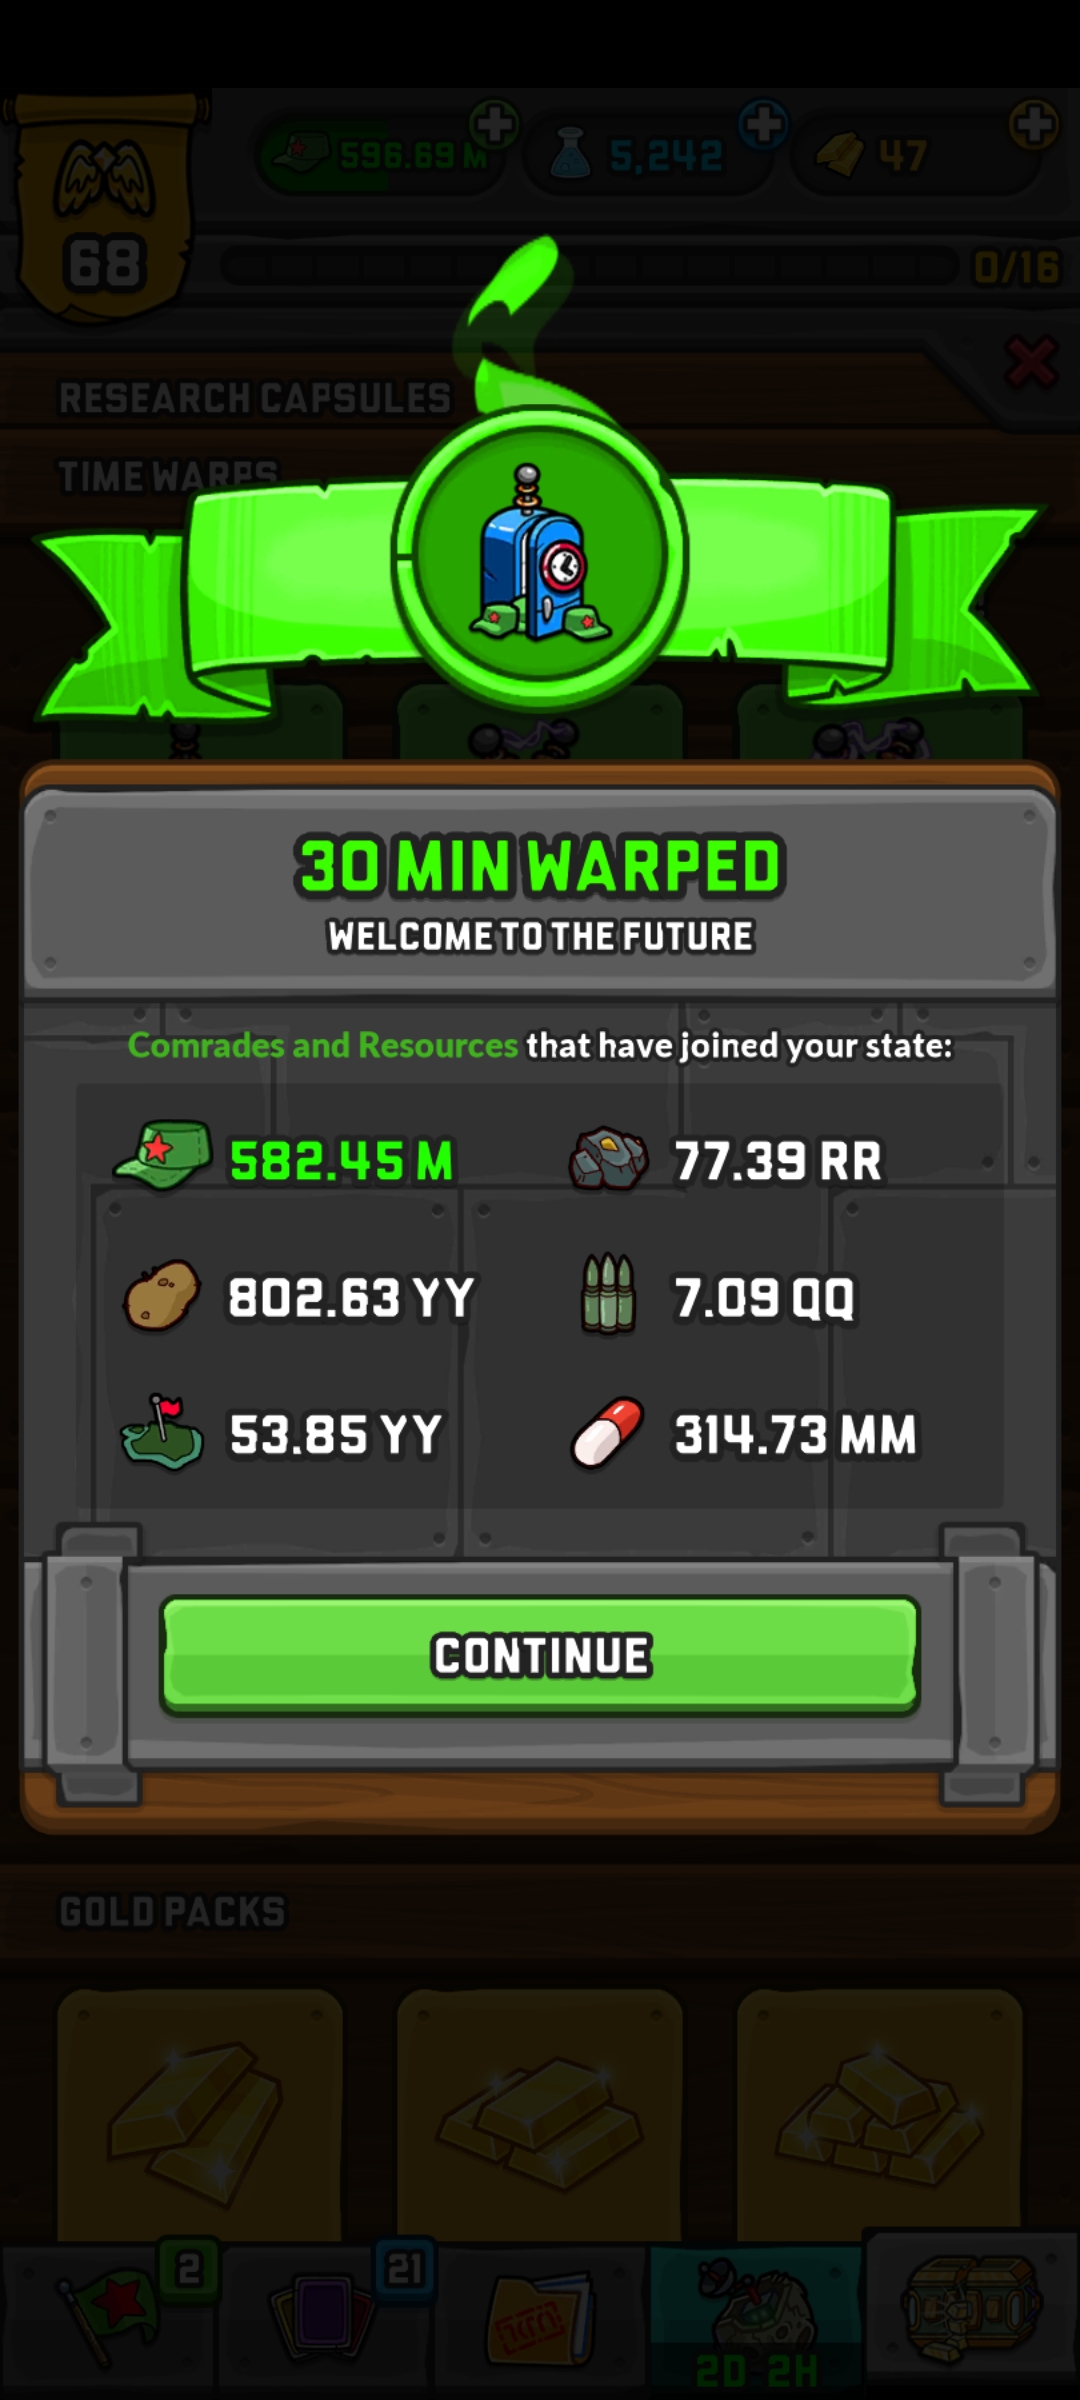 596.69 M
5,242
47
68
0/16
RESEARCH CAPSULES
TIME WARPS
30 MIN WARPED
WELCOME TO THE FUTURE
Comrades and Resources that have joined your state:
582.45 M
77.39 RR
802.63 YY
7.09 QQ
53.85 YY
314.73 MM
CONTINUE
GOLD PACKS
2
21
2D 2H